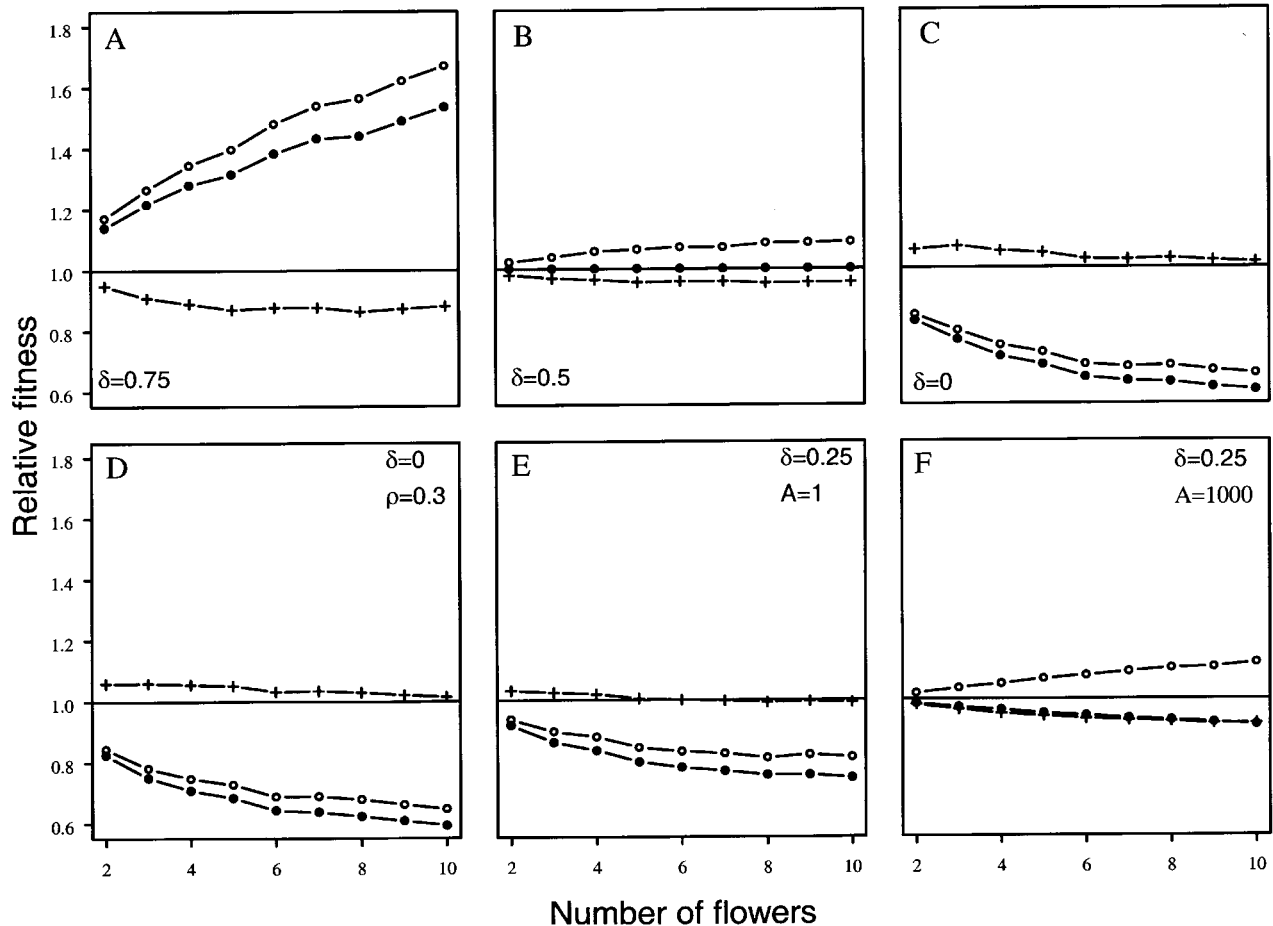 A
B
C
1.8
1.6
1.4
1.2
1.0
0.8
0.6
δ=0.75
δ=0.5
δ=0
Relative fitness
D
δ=0
ρ=0.3
E
δ=0.25
A=1
F
δ=0.25
A=1000
1.8
1.6
1.4
1.2
1.0
0.8
0.6
2 4 6 8 10
2 4 6 8 10
2 4 6 8 10
Number of flowers